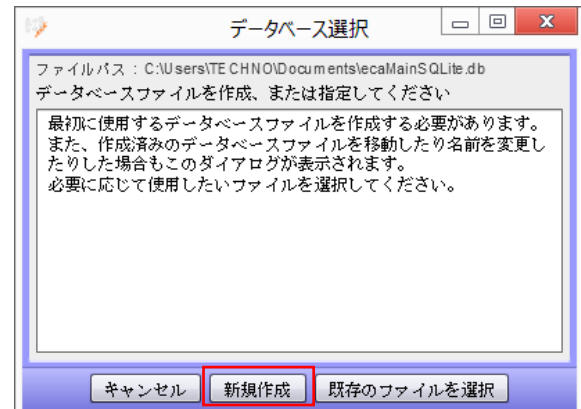 データベース選択
ファイルパス : C:\Users\TECHNO\Documents\ecaMainSQLite.db
データベースファイルを作成、または指定してください
最初に使用するデータベースファイルを作成する必要があります。
また、作成済みのデータベースファイルを移動したり名前を変更し
たりした場合もこのダイアログが表示されます。
必要に応じて使用したいファイルを選択してください。
キャンセル 新規作成 既存のファイルを選択